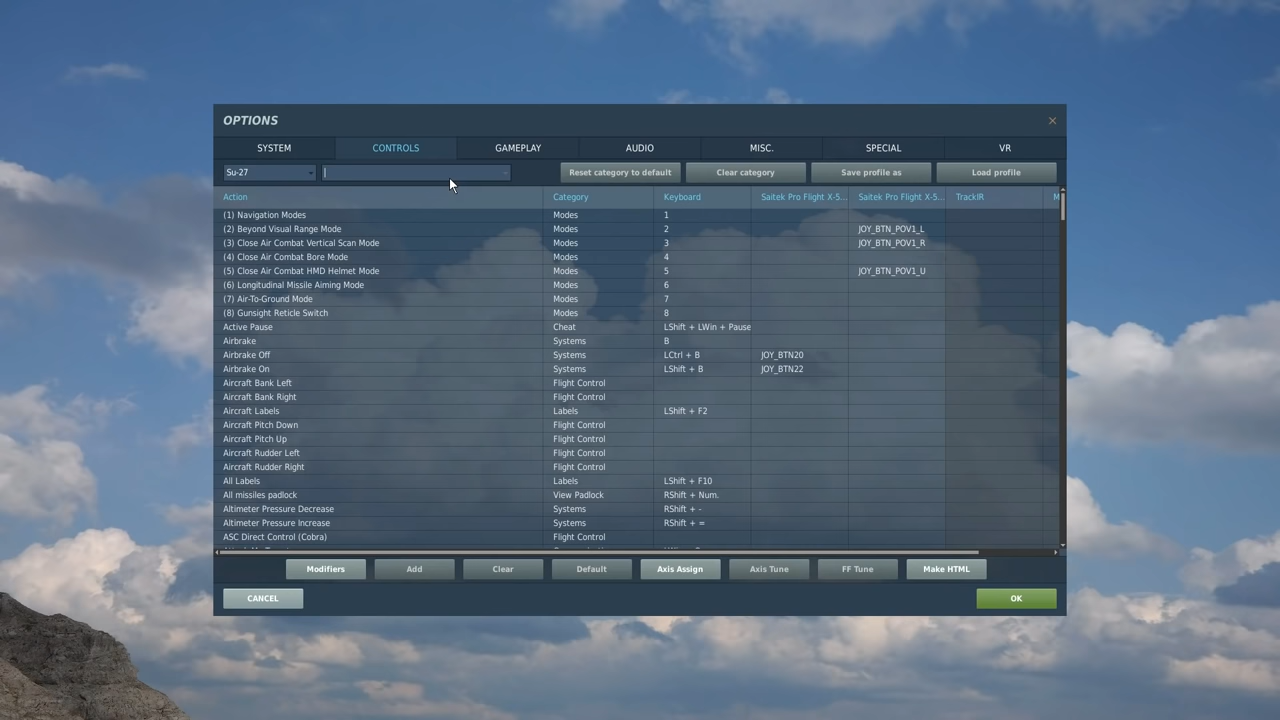 OPTIONS
SYSTEM CONTROLS GAMEPLAY AUDIO MISC. SPECIAL VR
Su-27 Reset category to default Clear category Save profile as Load profile
Action Category Keyboard Saitek Pro Flight X-5... Saitek Pro Flight X-5... TrackIR M
(1) Navigation Modes Modes 1
(2) Beyond Visual Range Mode Modes 2 JOY_BTN_POV1_L
(3) Close Air Combat Vertical Scan Mode Modes 3 JOY_BTN_POV1_R
(4) Close Air Combat Bore Mode Modes 4
(5) Close Air Combat HMD Helmet Mode Modes 5 JOY_BTN_POV1_U
(6) Longitudinal Missile Aiming Mode Modes 6
(7) Air-To-Ground Mode Modes 7
(8) Gunsight Reticle Switch Modes 8
Active Pause Cheat LShift + LWin + Pause
Airbrake Systems B
Airbrake Off Systems LCtrl + B JOY_BTN20
Airbrake On Systems LShift + B JOY_BTN22
Aircraft Bank Left Flight Control
Aircraft Bank Right Flight Control
Aircraft Labels Labels LShift + F2
Aircraft Pitch Down Flight Control
Aircraft Pitch Up Flight Control
Aircraft Rudder Left Flight Control
Aircraft Rudder Right Flight Control
All Labels Labels LShift + F10
All missiles padlock View Padlock RShift + Num.
Altimeter Pressure Decrease Systems RShift + -
Altimeter Pressure Increase Systems RShift + =
ASC Direct Control (Cobra) Flight Control
Modifiers Add Clear Default Axis Assign Axis Tune FF Tune Make HTML
CANCEL OK